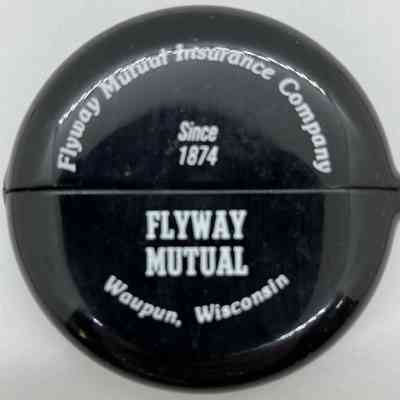 Flyway Mutual Insurance Company
Since
1874
FLYWAY
MUTUAL
Waupun, Wisconsin